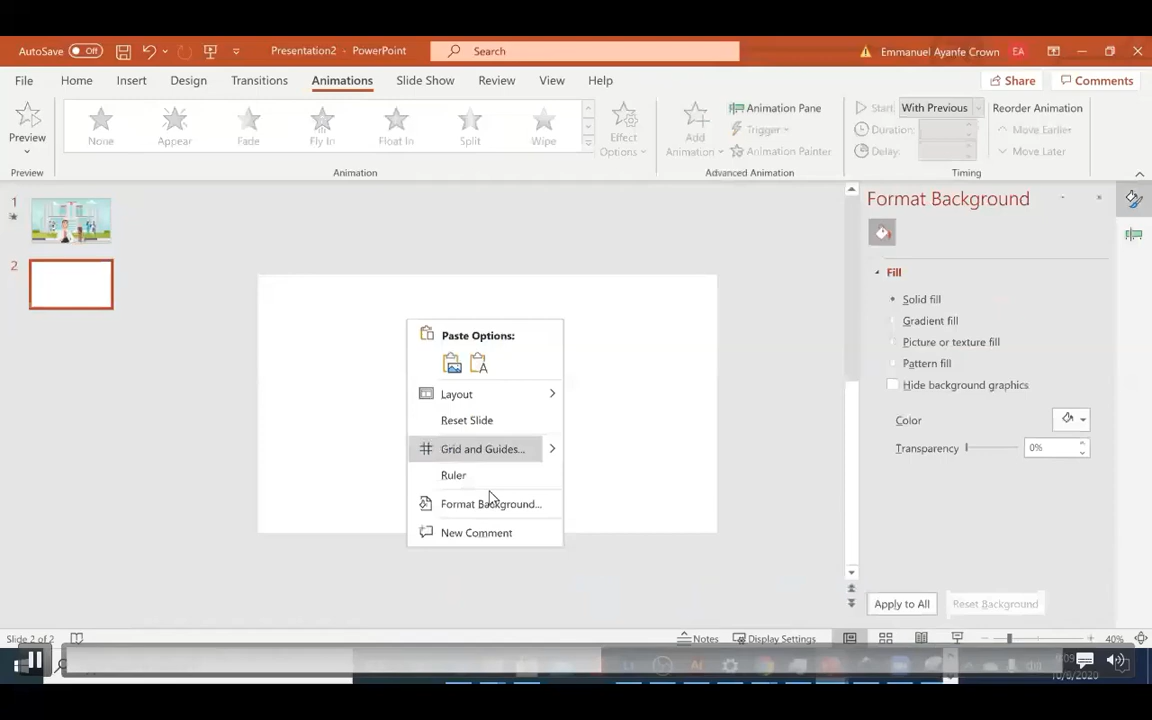 AutoSave Off Presentation2 - PowerPoint Search Emmanuel Ayanfe Crown EA
File Home Insert Design Transitions Animations Slide Show Review View Help Share Comments
Preview None Appear Fade Fly In Float In Split Wipe Effect Options Add Animation Animation Pane Trigger Animation Painter Start: With Previous Duration: Delay: Reorder Animation Move Earlier Move Later
Preview Animation Advanced Animation Timing
1
2
Paste Options:
A
Layout
Reset Slide
Grid and Guides...
Ruler
Format Background...
New Comment
Format Background
Fill
Solid fill
Gradient fill
Picture or texture fill
Pattern fill
Hide background graphics
Color
Transparency 0%
Apply to All Reset Background
Slide 2 of 2 Notes Display Settings 40%
10/8/2020